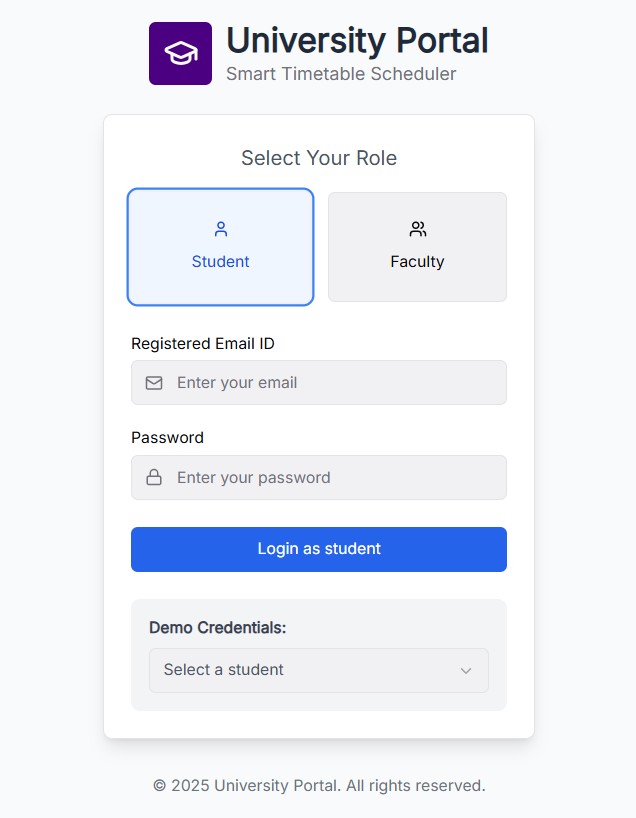 University Portal
Smart Timetable Scheduler
Select Your Role
Student
Faculty
Registered Email ID
Enter your email
Password
Enter your password
Login as student
Demo Credentials:
Select a student
© 2025 University Portal. All rights reserved.